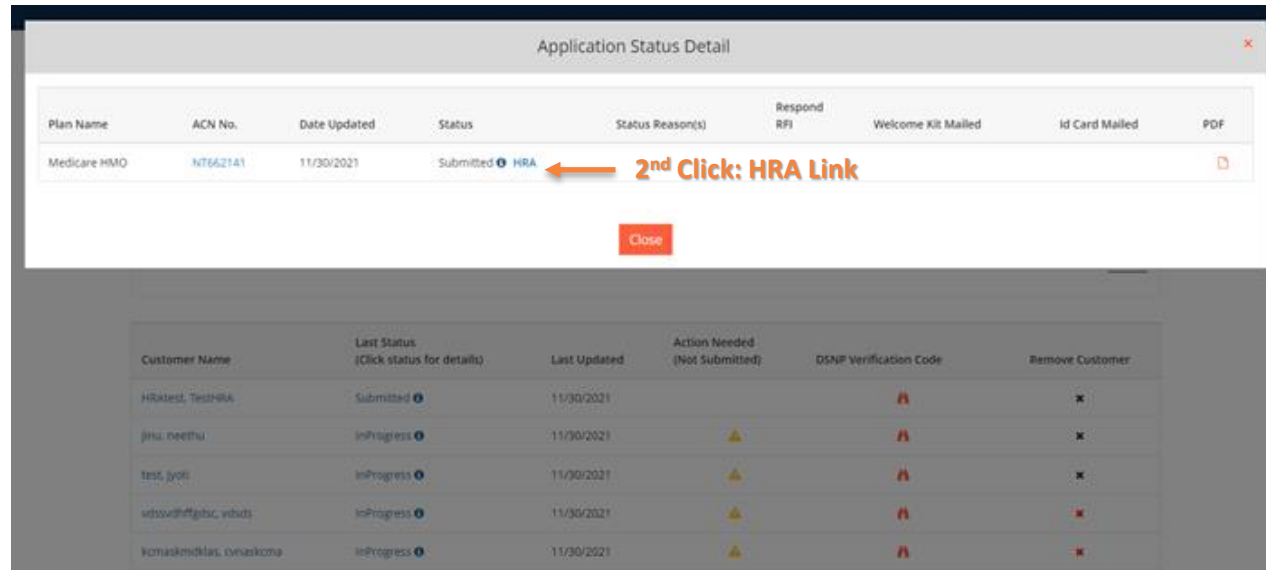 Application Status Detail
Plan Name ACN No. Date Updated Status Status Reason(s) Respond RFI Welcome Kit Mailed Id Card Mailed PDF
Medicare HMO NT662141 11/30/2021 Submitted HRA
2nd Click: HRA Link
Close
Customer Name Last Status (Click status for details) Last Updated Action Needed (Not Submitted) DSNP Verification Code Remove Customer
HRAtest, TestHRA Submitted 11/30/2021
jinu, neethu InProgress 11/30/2021
test, jyoti InProgress 11/30/2021
InProgress 11/30/2021
InProgress 11/30/2021